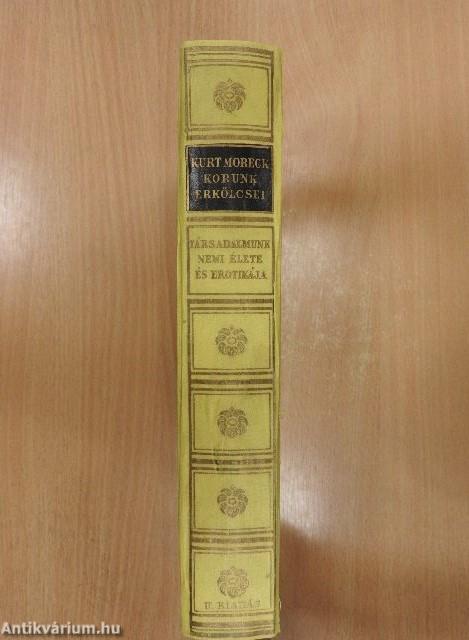 KURT MORECK
KORUNK
ERKÖLCSEI
TÁRSADALMUNK
NEMI ÉLETE
ÉS EROTIKÁJA
II. KIADÁS
Antikvárium.hu